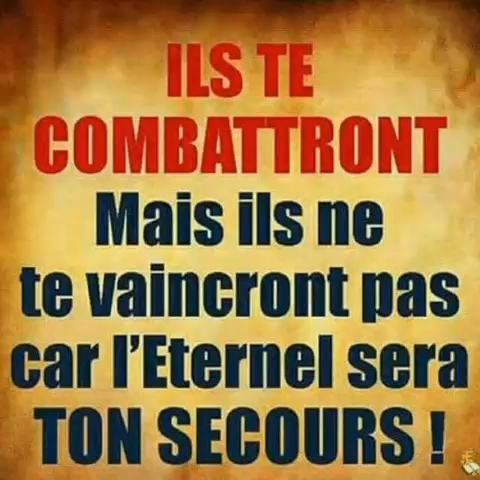 ILS TE
COMBATTRONT
Mais ils ne
te vaincront pas
car l'Eternel sera
TON SECOURS !